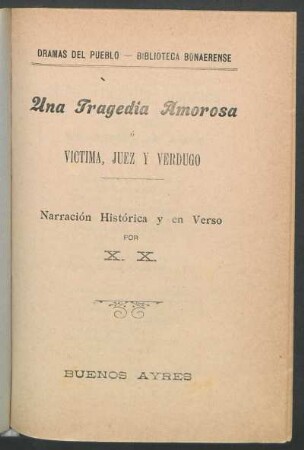 DRAMAS DEL PUEBLO — BIBLIOTECA BONAERENSE
Una Tragedia Amorosa
ó
VICTIMA, JUEZ Y VERDUGO
Narración Histórica y en Verso
POR
X. X.
BUENOS AYRES